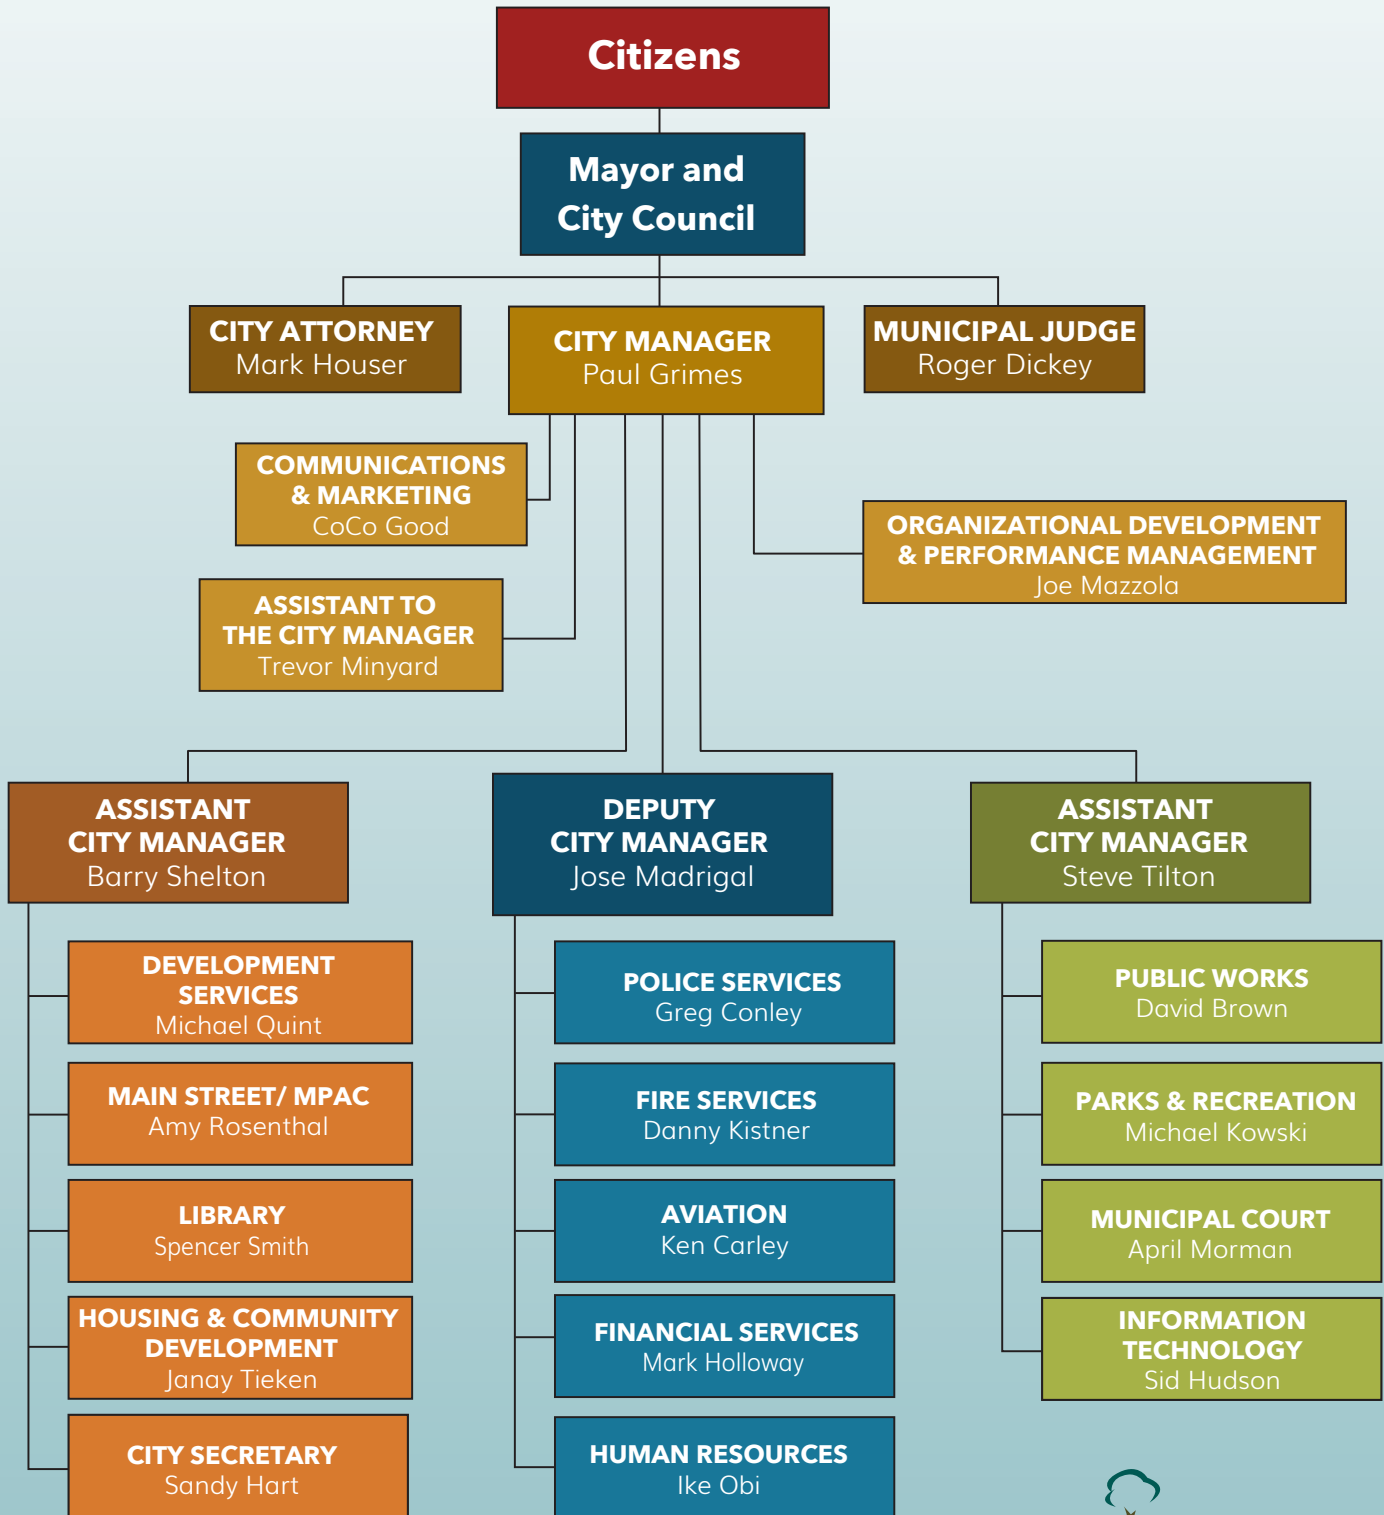 Citizens
Mayor and
City Council
CITY ATTORNEY
Mark Houser
CITY MANAGER
Paul Grimes
MUNICIPAL JUDGE
Roger Dickey
COMMUNICATIONS
& MARKETING
CoCo Good
ORGANIZATIONAL DEVELOPMENT
& PERFORMANCE MANAGEMENT
Joe Mazzola
ASSISTANT TO
THE CITY MANAGER
Trevor Minyard
ASSISTANT
CITY MANAGER
Barry Shelton
DEVELOPMENT
SERVICES
Michael Quint
MAIN STREET/ MPAC
Amy Rosenthal
LIBRARY
Spencer Smith
HOUSING & COMMUNITY
DEVELOPMENT
Janay Tieken
CITY SECRETARY
Sandy Hart
DEPUTY
CITY MANAGER
Jose Madrigal
POLICE SERVICES
Greg Conley
FIRE SERVICES
Danny Kistner
AVIATION
Ken Carley
FINANCIAL SERVICES
Mark Holloway
HUMAN RESOURCES
Ike Obi
ASSISTANT
CITY MANAGER
Steve Tilton
PUBLIC WORKS
David Brown
PARKS & RECREATION
Michael Kowski
MUNICIPAL COURT
April Morman
INFORMATION
TECHNOLOGY
Sid Hudson